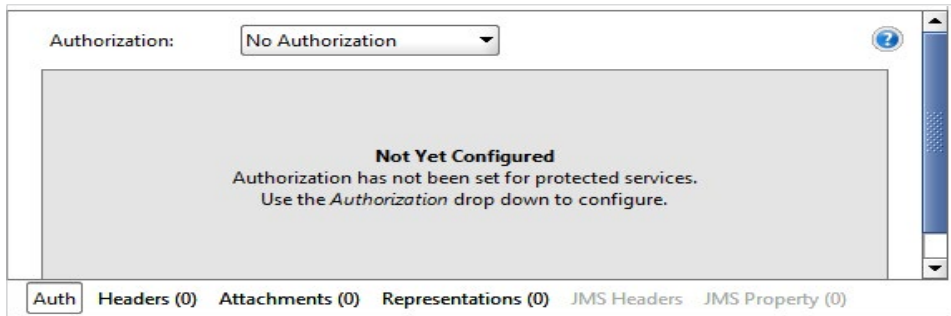 Authorization: No Authorization
Not Yet Configured
Authorization has not been set for protected services.
Use the Authorization drop down to configure.
Auth Headers (0) Attachments (0) Representations (0) JMS Headers JMS Property (0)